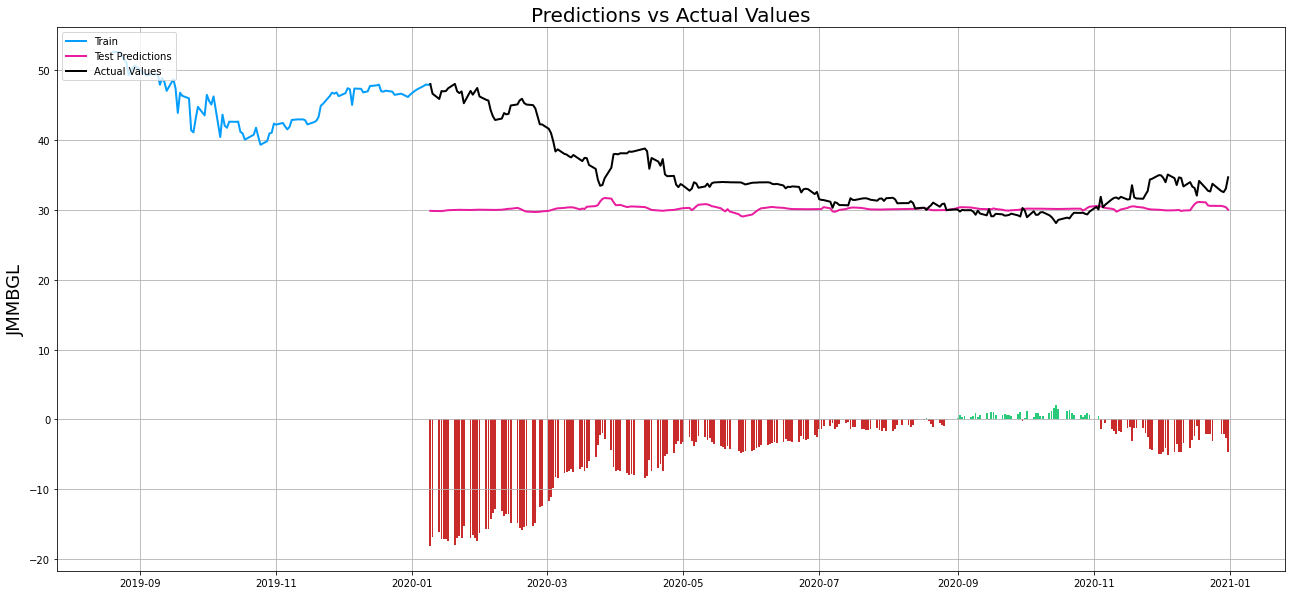 Predictions vs Actual Values
Train
Test Predictions
Actual Values
JMMBGL
50
40
30
20
10
0
−10
−20
2019-09 2019-11 2020-01 2020-03 2020-05 2020-07 2020-09 2020-11 2021-01